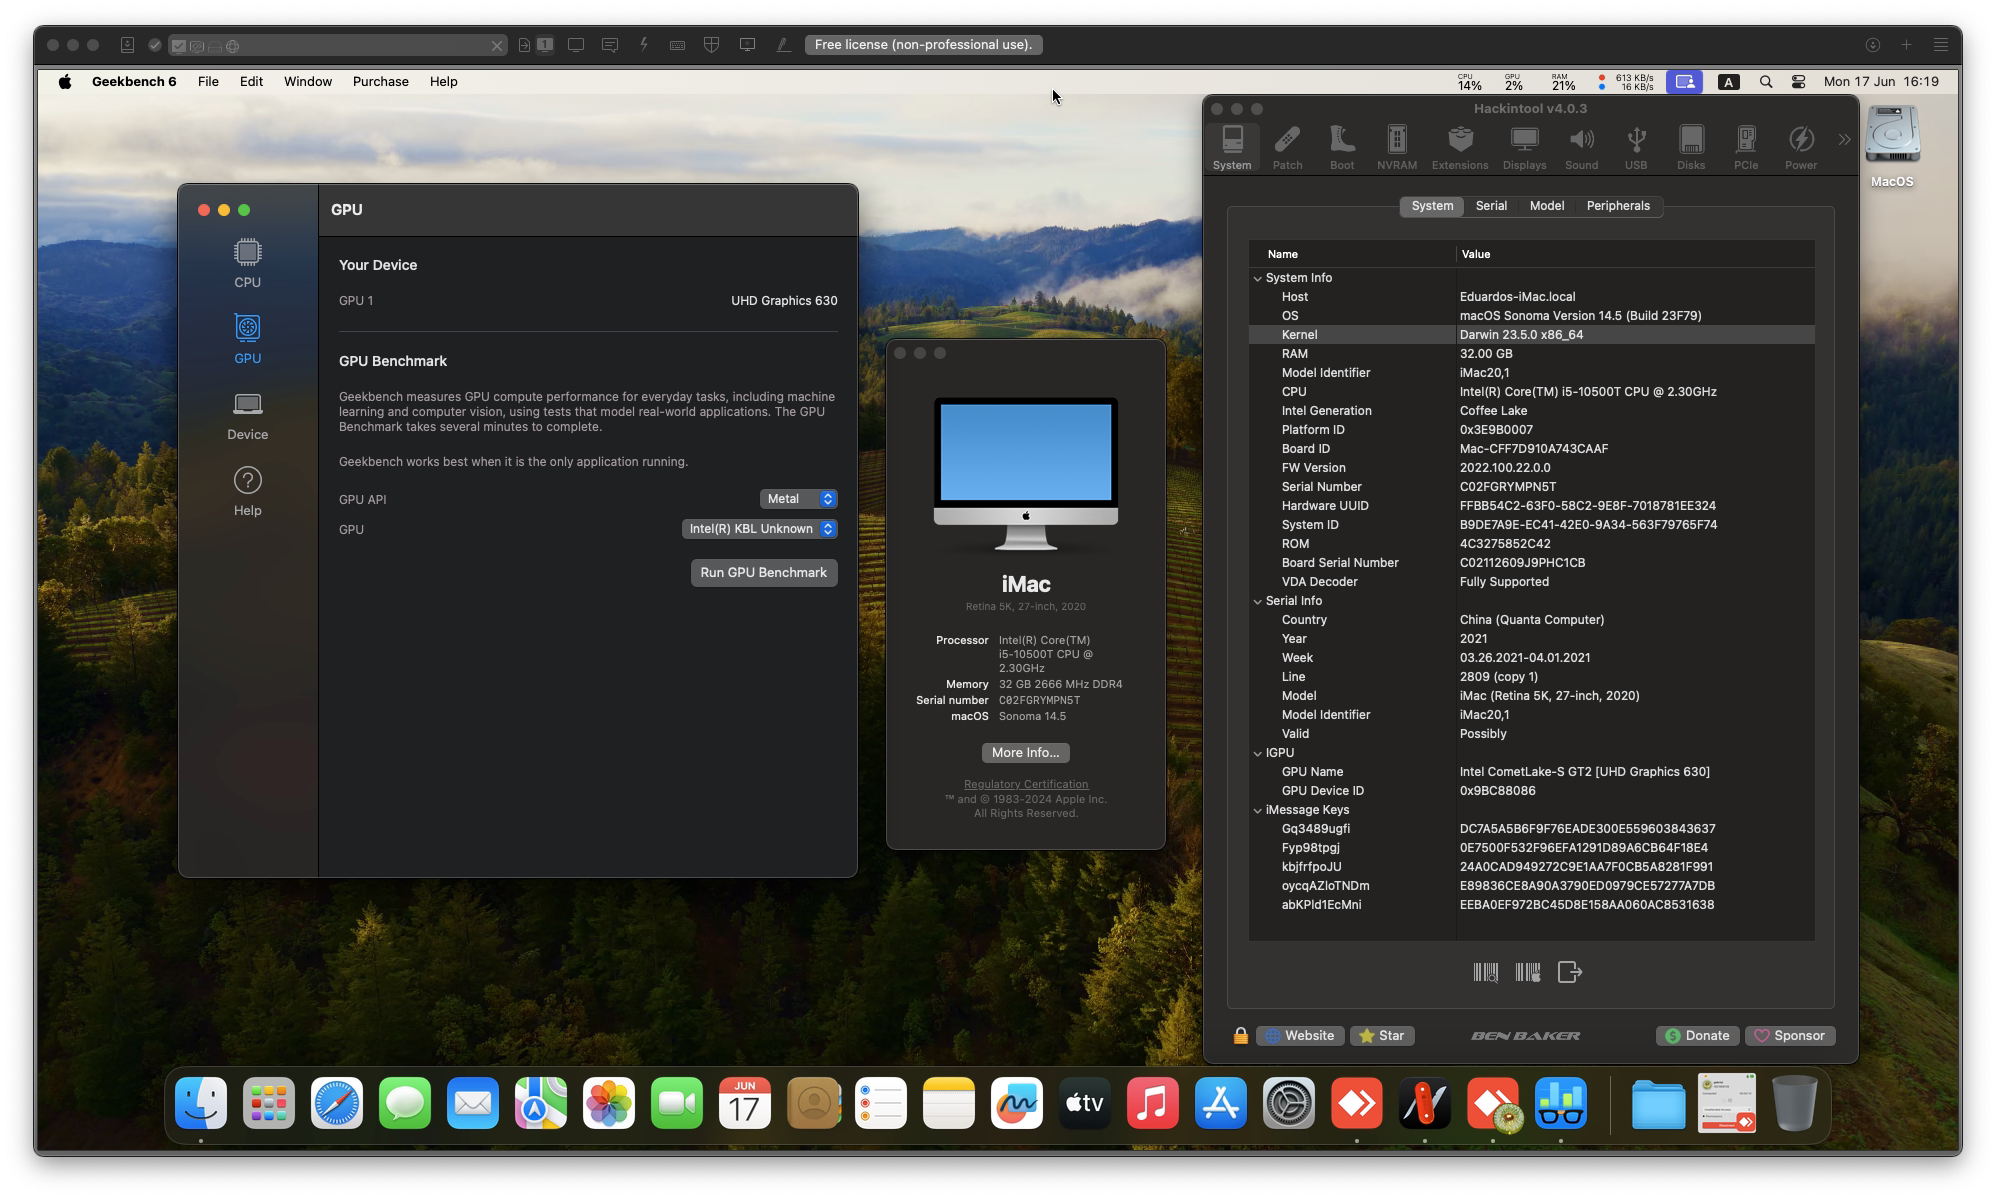 1
Free license (non-professional use).
Geekbench 6 File Edit Window Purchase Help
CPU 14% GPU 2% RAM 21% 613 KB/s 16 KB/s A Mon 17 Jun 16:19
MacOS
CPU
GPU
Device
Help
GPU
Your Device
GPU 1 UHD Graphics 630
GPU Benchmark
Geekbench measures GPU compute performance for everyday tasks, including machine
learning and computer vision, using tests that model real-world applications. The GPU
Benchmark takes several minutes to complete.
Geekbench works best when it is the only application running.
GPU API Metal
GPU Intel(R) KBL Unknown
Run GPU Benchmark
iMac
Retina 5K, 27-inch, 2020
Processor Intel(R) Core(TM)
i5-10500T CPU @
2.30GHz
Memory 32 GB 2666 MHz DDR4
Serial number C02FGRYMPN5T
macOS Sonoma 14.5
More Info...
Regulatory Certification
™ and © 1983-2024 Apple Inc.
All Rights Reserved.
Hackintool v4.0.3
System Patch Boot NVRAM Extensions Displays Sound USB Disks PCIe Power
System Serial Model Peripherals
Name Value
System Info
Host Eduardos-iMac.local
OS macOS Sonoma Version 14.5 (Build 23F79)
Kernel Darwin 23.5.0 x86_64
RAM 32.00 GB
Model Identifier iMac20,1
CPU Intel(R) Core(TM) i5-10500T CPU @ 2.30GHz
Intel Generation Coffee Lake
Platform ID 0x3E9B0007
Board ID Mac-CFF7D910A743CAAF
FW Version 2022.100.22.0.0
Serial Number C02FGRYMPN5T
Hardware UUID FFBB54C2-63F0-58C2-9E8F-7018781EE324
System ID B9DE7A9E-EC41-42E0-9A34-563F79765F74
ROM 4C3275852C42
Board Serial Number C02112609J9PHC1CB
VDA Decoder Fully Supported
Serial Info
Country China (Quanta Computer)
Year 2021
Week 03.26.2021-04.01.2021
Line 2809 (copy 1)
Model iMac (Retina 5K, 27-inch, 2020)
Model Identifier iMac20,1
Valid Possibly
IGPU
GPU Name Intel CometLake-S GT2 [UHD Graphics 630]
GPU Device ID 0x9BC88086
iMessage Keys
Gq3489ugfi DC7A5A5B6F9F76EADE300E559603843637
Fyp98tpgj 0E7500F532F96EFA1291D89A6CB64F18E4
kbjfrfpoJU 24A0CAD949272C9E1AA7F0CB5A8281F991
oycqAZloTNDm E89836CE8A90A3790ED0979CE57277A7DB
abKPld1EcMni EEBA0EF972BC45D8E158AA060AC8531638
Website Star BEN BAKER Donate Sponsor
JUN
17
tv